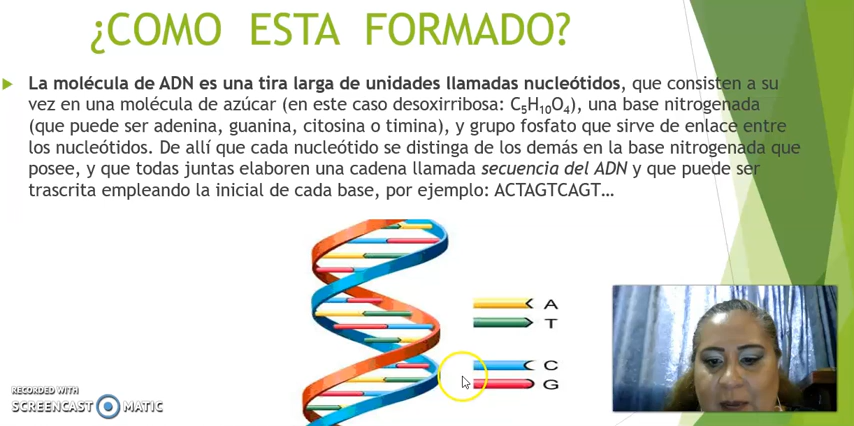 ¿COMO ESTA FORMADO?
La molécula de ADN es una tira larga de unidades llamadas nucleótidos, que consisten a su
vez en una molécula de azúcar (en este caso desoxirribosa: C₅H₁₀O₄), una base nitrogenada
(que puede ser adenina, guanina, citosina o timina), y grupo fosfato que sirve de enlace entre
los nucleótidos. De allí que cada nucleótido se distinga de los demás en la base nitrogenada que
posee, y que todas juntas elaboren una cadena llamada secuencia del ADN y que puede ser
trascrita empleando la inicial de cada base, por ejemplo: ACTAGTCAGT...
A
T
C
G
RECORDED WITH
SCREENCAST MATIC